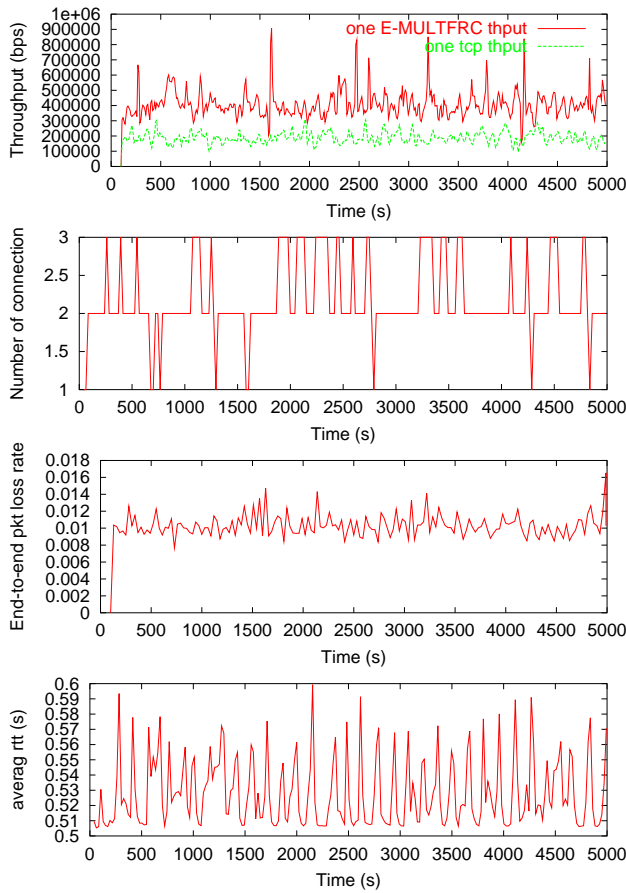 1e+06
900000
800000
700000
600000
500000
400000
300000
200000
100000
0
Throughput (bps)
one E-MULTFRC thput
one tcp thput
0 500 1000 1500 2000 2500 3000 3500 4000 4500 5000
Time (s)
3
2.5
2
1.5
1
Number of connection
0 500 1000 1500 2000 2500 3000 3500 4000 4500 5000
Time (s)
0.018
0.016
0.014
0.012
0.01
0.008
0.006
0.004
0.002
0
End-to-end pkt loss rate
0 500 1000 1500 2000 2500 3000 3500 4000 4500 5000
Time (s)
0.6
0.59
0.58
0.57
0.56
0.55
0.54
0.53
0.52
0.51
0.5
averag rtt (s)
0 500 1000 1500 2000 2500 3000 3500 4000 4500 5000
Time (s)